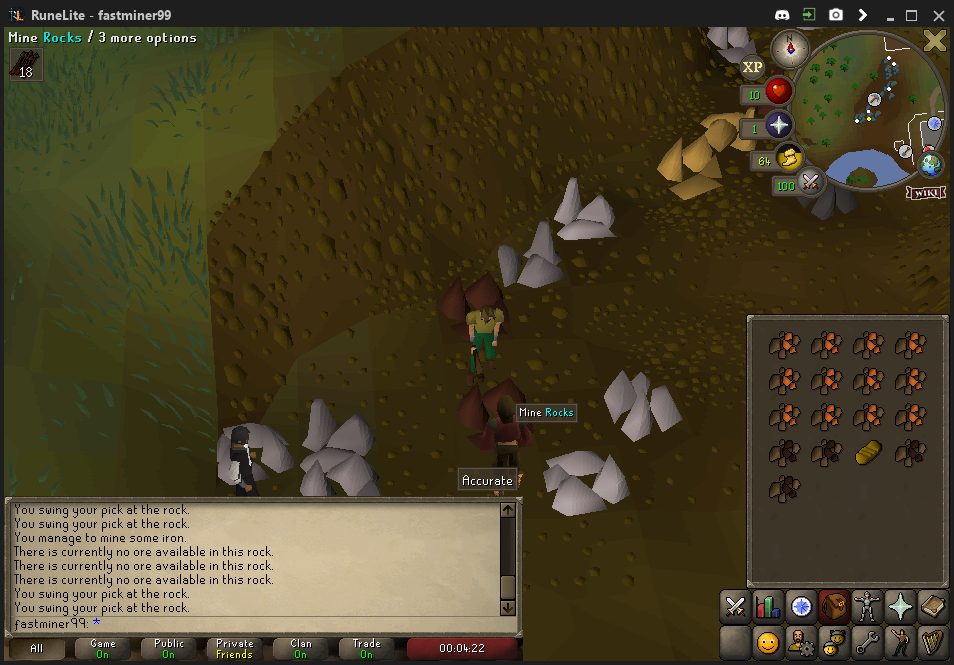 RuneLite - fastminer99
Mine Rocks / 3 more options
18
N
XP
10
1
64
100
WIKI
Mine Rocks
Accurate
You swing your pick at the rock.
You swing your pick at the rock.
You manage to mine some iron.
There is currently no ore available in this rock.
There is currently no ore available in this rock.
There is currently no ore available in this rock.
You swing your pick at the rock.
You swing your pick at the rock.
fastminer99: *
All
Game
On
Public
On
Private
Friends
Clan
On
Trade
On
00:04:22